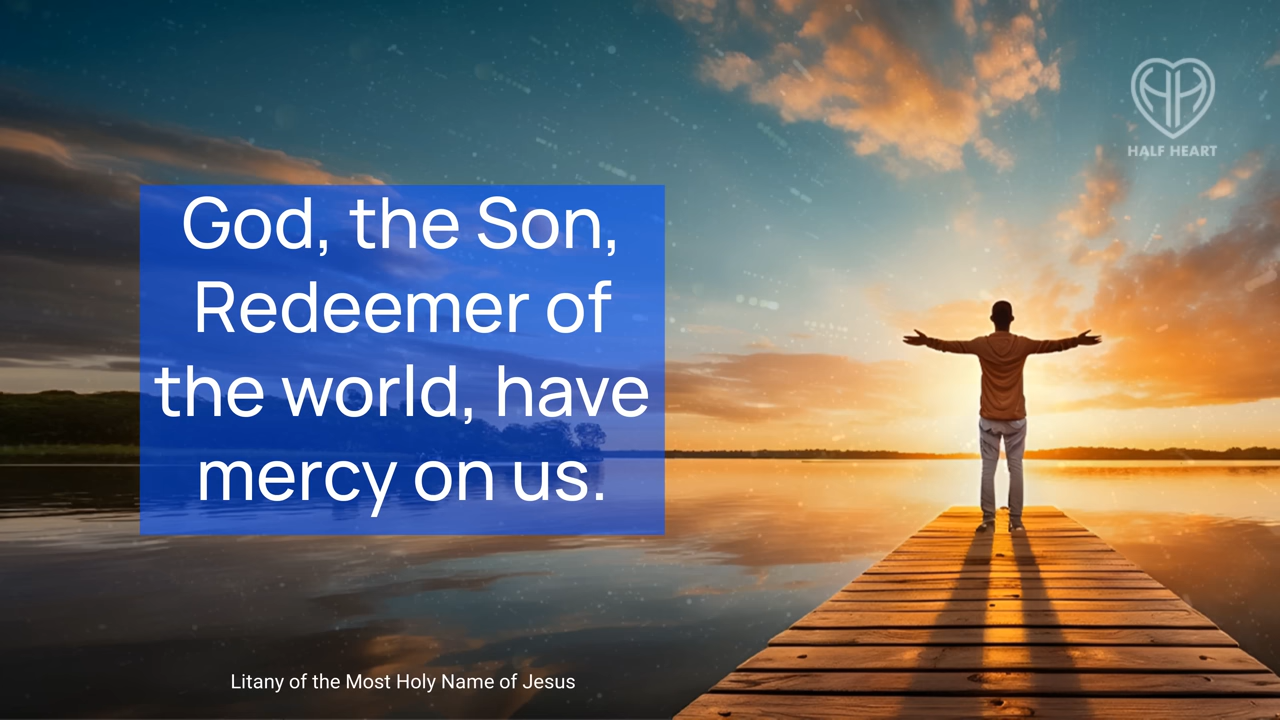 HALF HEART
God, the Son,
Redeemer of
the world, have
mercy on us.
Litany of the Most Holy Name of Jesus